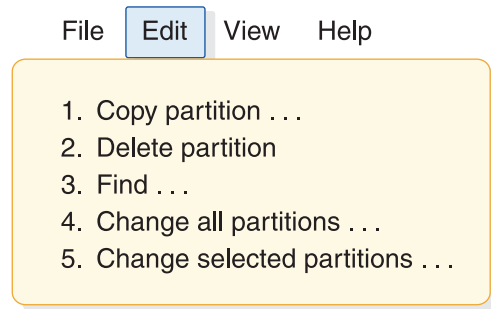 File Edit View Help
1. Copy partition . . .
2. Delete partition
3. Find . . .
4. Change all partitions . . .
5. Change selected partitions . . .